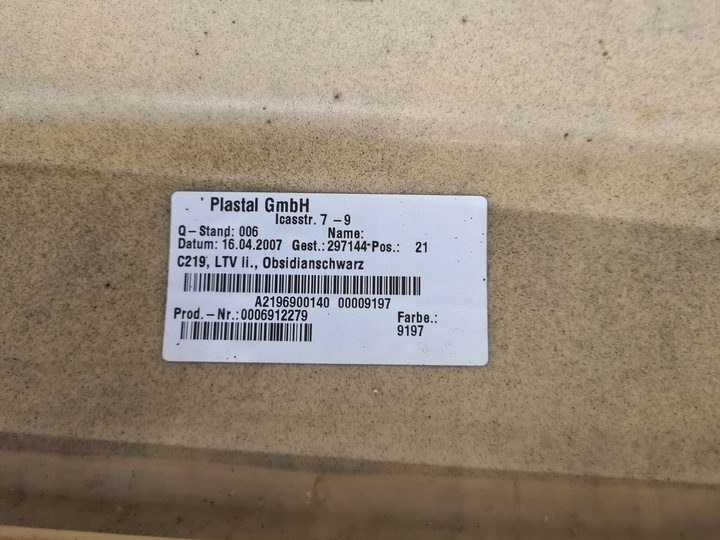 Plastal GmbH
Icasstr. 7 - 9
Q-Stand: 006 Name:
Datum: 16.04.2007 Gest.: 297144-Pos.: 21
C219, LTV li., Obsidianschwarz
A2196900140 00009197
Prod.-Nr.:0006912279 Farbe.:
9197